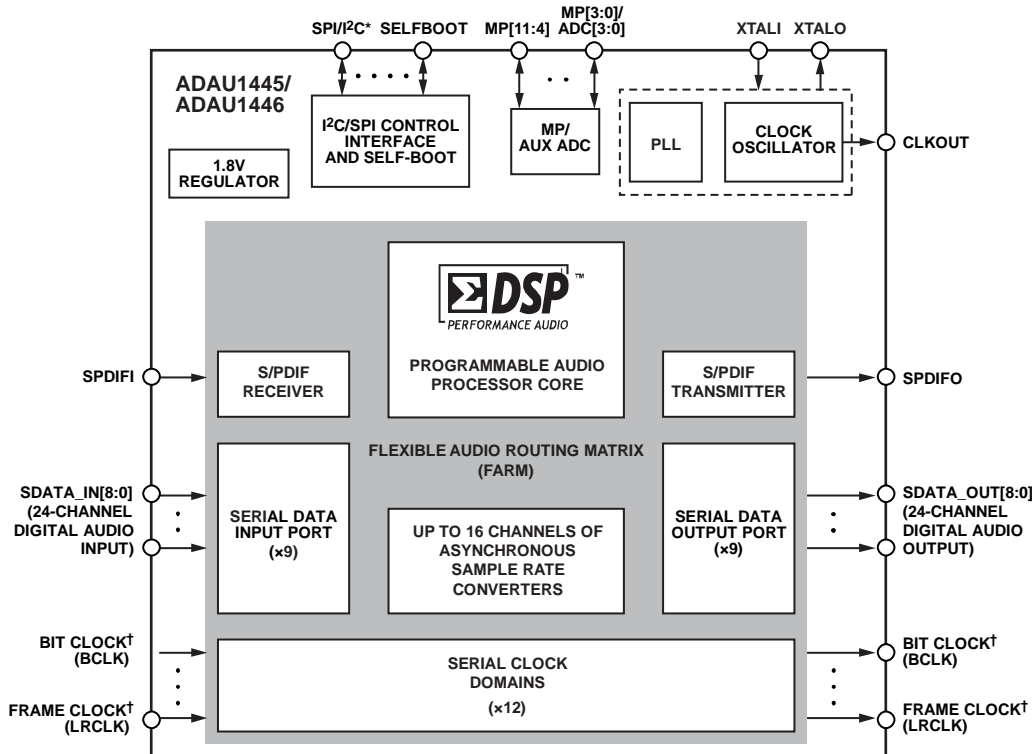 SPI/I²C* SELFBOOT MP[11:4] MP[3:0]/
ADC[3:0] XTALI XTALO
ADAU1445/
ADAU1446
I²C/SPI CONTROL
INTERFACE
AND SELF-BOOT
MP/
AUX ADC
PLL
CLOCK
OSCILLATOR
CLKOUT
1.8V
REGULATOR
ΣDSP™
PERFORMANCE AUDIO
PROGRAMMABLE AUDIO
PROCESSOR CORE
SPDIFI
S/PDIF
RECEIVER
S/PDIF
TRANSMITTER
SPDIFO
FLEXIBLE AUDIO ROUTING MATRIX
(FARM)
SDATA_IN[8:0]
(24-CHANNEL
DIGITAL AUDIO
INPUT)
SERIAL DATA
INPUT PORT
(×9)
UP TO 16 CHANNELS OF
ASYNCHRONOUS
SAMPLE RATE
CONVERTERS
SERIAL DATA
OUTPUT PORT
(×9)
SDATA_OUT[8:0]
(24-CHANNEL
DIGITAL AUDIO
OUTPUT)
BIT CLOCK†
(BCLK)
FRAME CLOCK†
(LRCLK)
SERIAL CLOCK
DOMAINS
(×12)
BIT CLOCK†
(BCLK)
FRAME CLOCK†
(LRCLK)